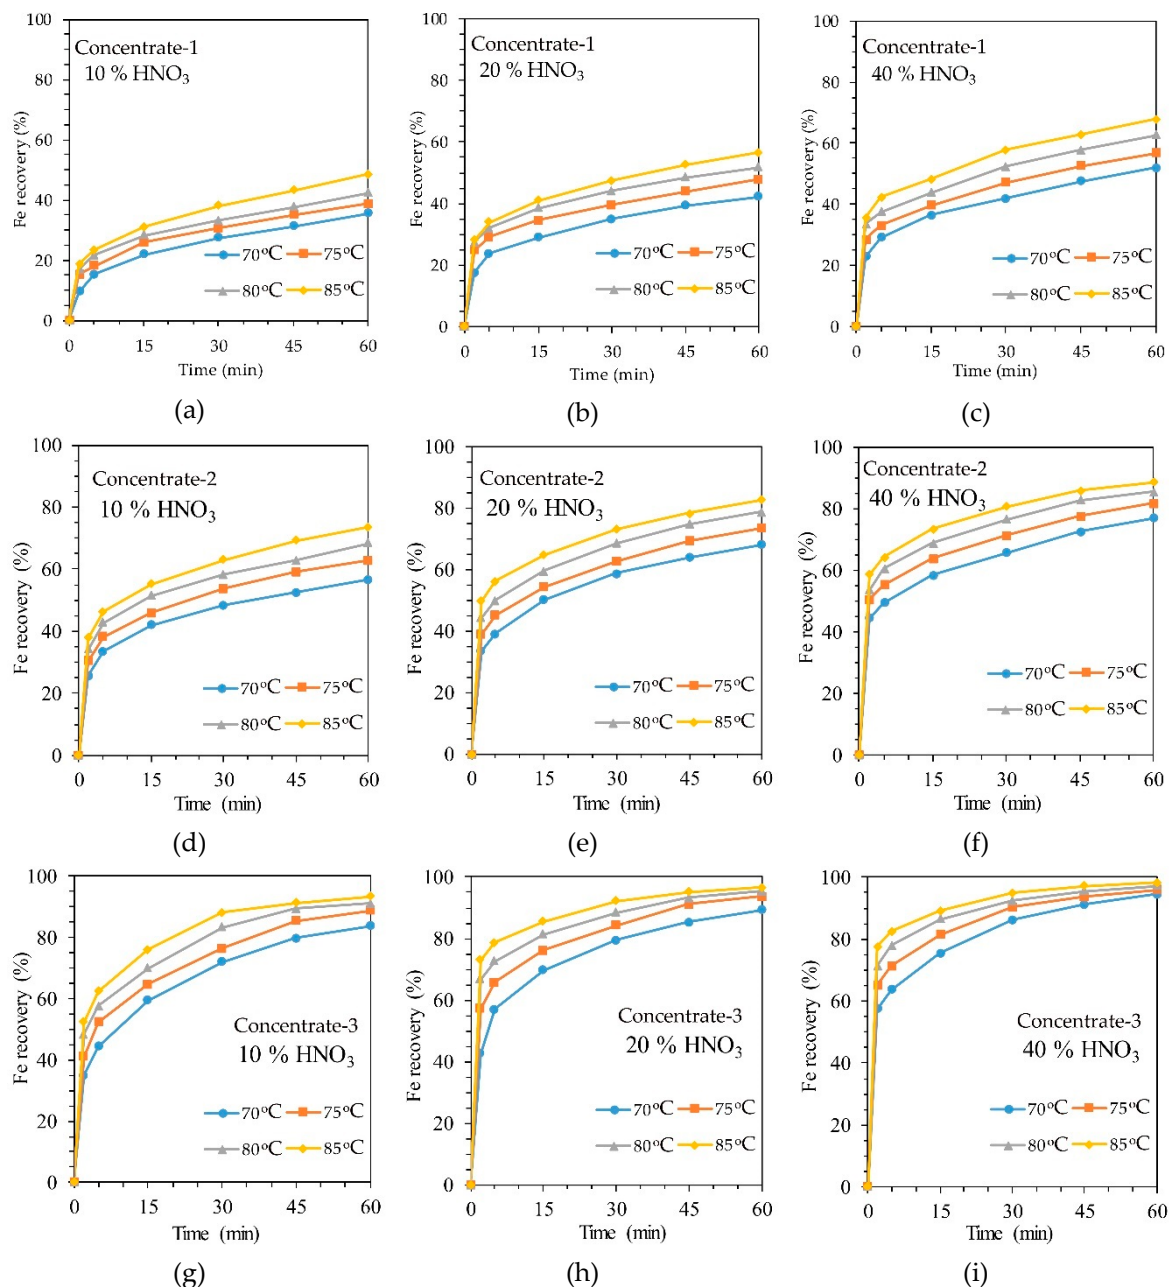 Concentrate-1
10 % HNO₃
Fe recovery (%)
100
80
60
40
20
0
70°C 75°C
80°C 85°C
0 15 30 45 60
Time (min)
(a)
Concentrate-1
20 % HNO₃
Fe recovery (%)
100
80
60
40
20
0
70°C 75°C
80°C 85°C
0 15 30 45 60
Time (min)
(b)
Concentrate-1
40 % HNO₃
Fe recovery (%)
100
80
60
40
20
0
70°C 75°C
80°C 85°C
0 15 30 45 60
Time (min)
(c)
Concentrate-2
10 % HNO₃
Fe recovery (%)
100
80
60
40
20
0
70°C 75°C
80°C 85°C
0 15 30 45 60
Time (min)
(d)
Concentrate-2
20 % HNO₃
Fe recovery (%)
100
80
60
40
20
0
70°C 75°C
80°C 85°C
0 15 30 45 60
Time (min)
(e)
Concentrate-2
40 % HNO₃
Fe recovery (%)
100
80
60
40
20
0
70°C 75°C
80°C 85°C
0 15 30 45 60
Time (min)
(f)
Concentrate-3
10 % HNO₃
Fe recovery (%)
100
80
60
40
20
0
70°C 75°C
80°C 85°C
0 15 30 45 60
Time (min)
(g)
Concentrate-3
20 % HNO₃
Fe recovery (%)
100
80
60
40
20
0
70°C 75°C
80°C 85°C
0 15 30 45 60
Time (min)
(h)
Concentrate-3
40 % HNO₃
Fe recovery (%)
100
80
60
40
20
0
70°C 75°C
80°C 85°C
0 15 30 45 60
Time (min)
(i)